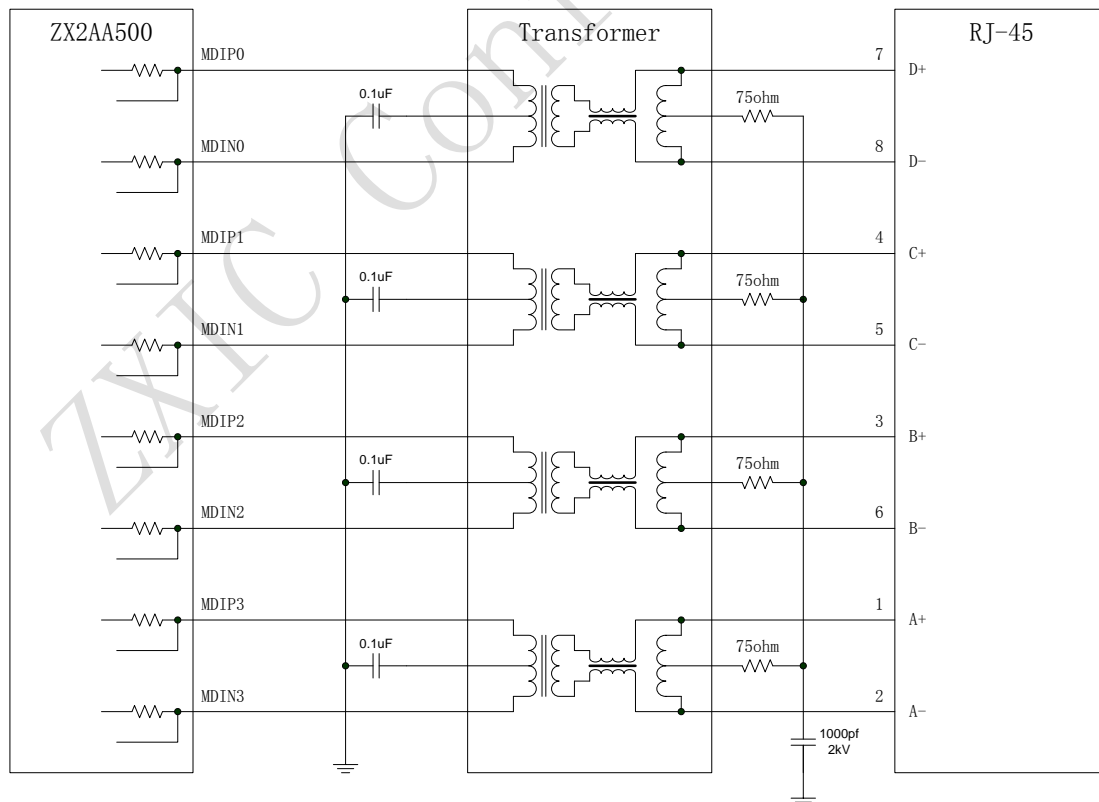 ZX2AA500
Transformer
RJ-45
MDIP0
7
D+
0.1uF
75ohm
MDIN0
8
D-
MDIP1
4
C+
0.1uF
75ohm
MDIN1
5
C-
MDIP2
3
B+
0.1uF
75ohm
MDIN2
6
B-
MDIP3
1
A+
0.1uF
75ohm
MDIN3
2
A-
1000pf
2kV
ZXIC Con